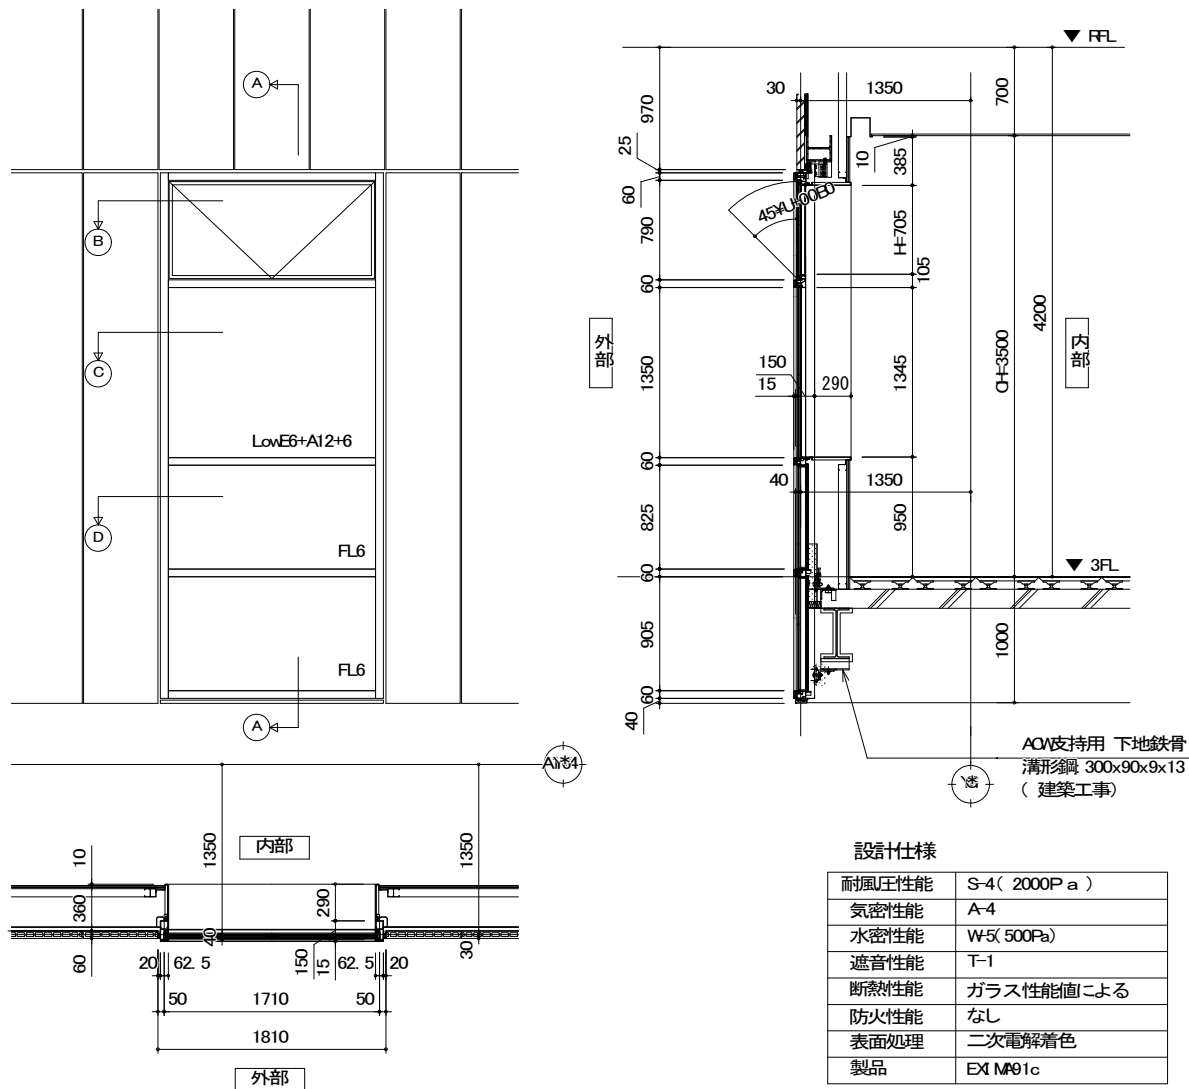 A
B
C
D
LowE6+A12+6
FL6
FL6
A
▼ RFL
30
1350
700
970
25
60
790
60
1350
60
825
60
905
60
40
10
385
45¥U+00B0
H=705
105
1345
950
CH=3500
4200
1000
外部
内部
150
15
290
40
1350
▼ 3FL
ACW支持用 下地鉄骨
溝形鋼 300x90x9x13
( 建築工事)
内部
10
360
60
1350
1350
290
40
150
15
30
20
62.5
62.5
20
50
1710
50
1810
外部
設計仕様
耐風圧性能 S-4( 2000Pa )
気密性能 A-4
水密性能 W-5( 500Pa)
遮音性能 T-1
断熱性能 ガラス性能値による
防火性能 なし
表面処理 二次電解着色
製品 EXIMA91c